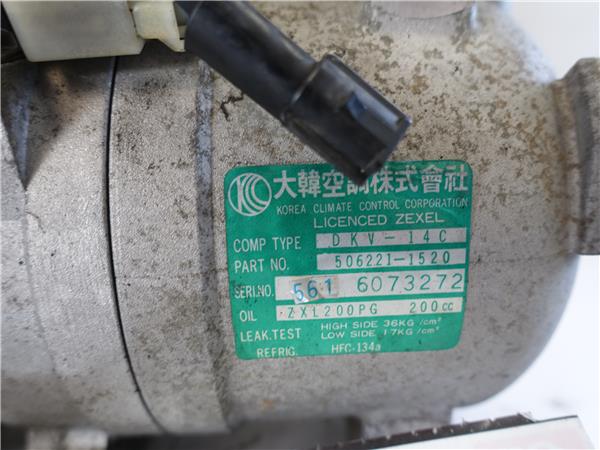 KC 大韓空調株式會社
KOREA CLIMATE CONTROL CORPORATION
LICENCED ZEXEL
COMP TYPE DKV-14C
PART NO. 506221-1520
SERI.NO. 561 6073272
OIL ZXL200PG 200cc
LEAK.TEST HIGH SIDE 36KG/cm²
LOW SIDE 17KG/cm²
REFRIG. HFC-134a